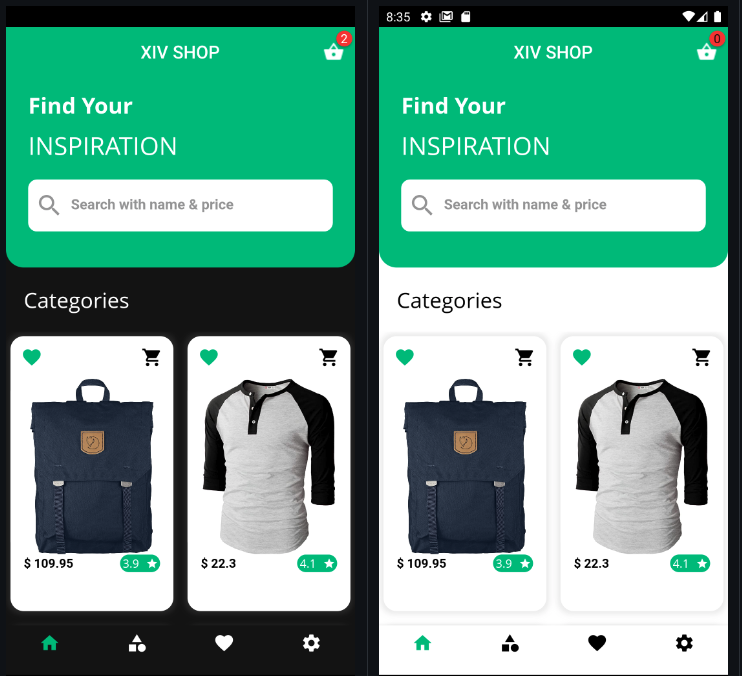 XIV SHOP
2
Find Your
INSPIRATION
Search with name & price
Categories
$ 109.95
3.9
$ 22.3
4.1
8:35
XIV SHOP
0
Find Your
INSPIRATION
Search with name & price
Categories
$ 109.95
3.9
$ 22.3
4.1